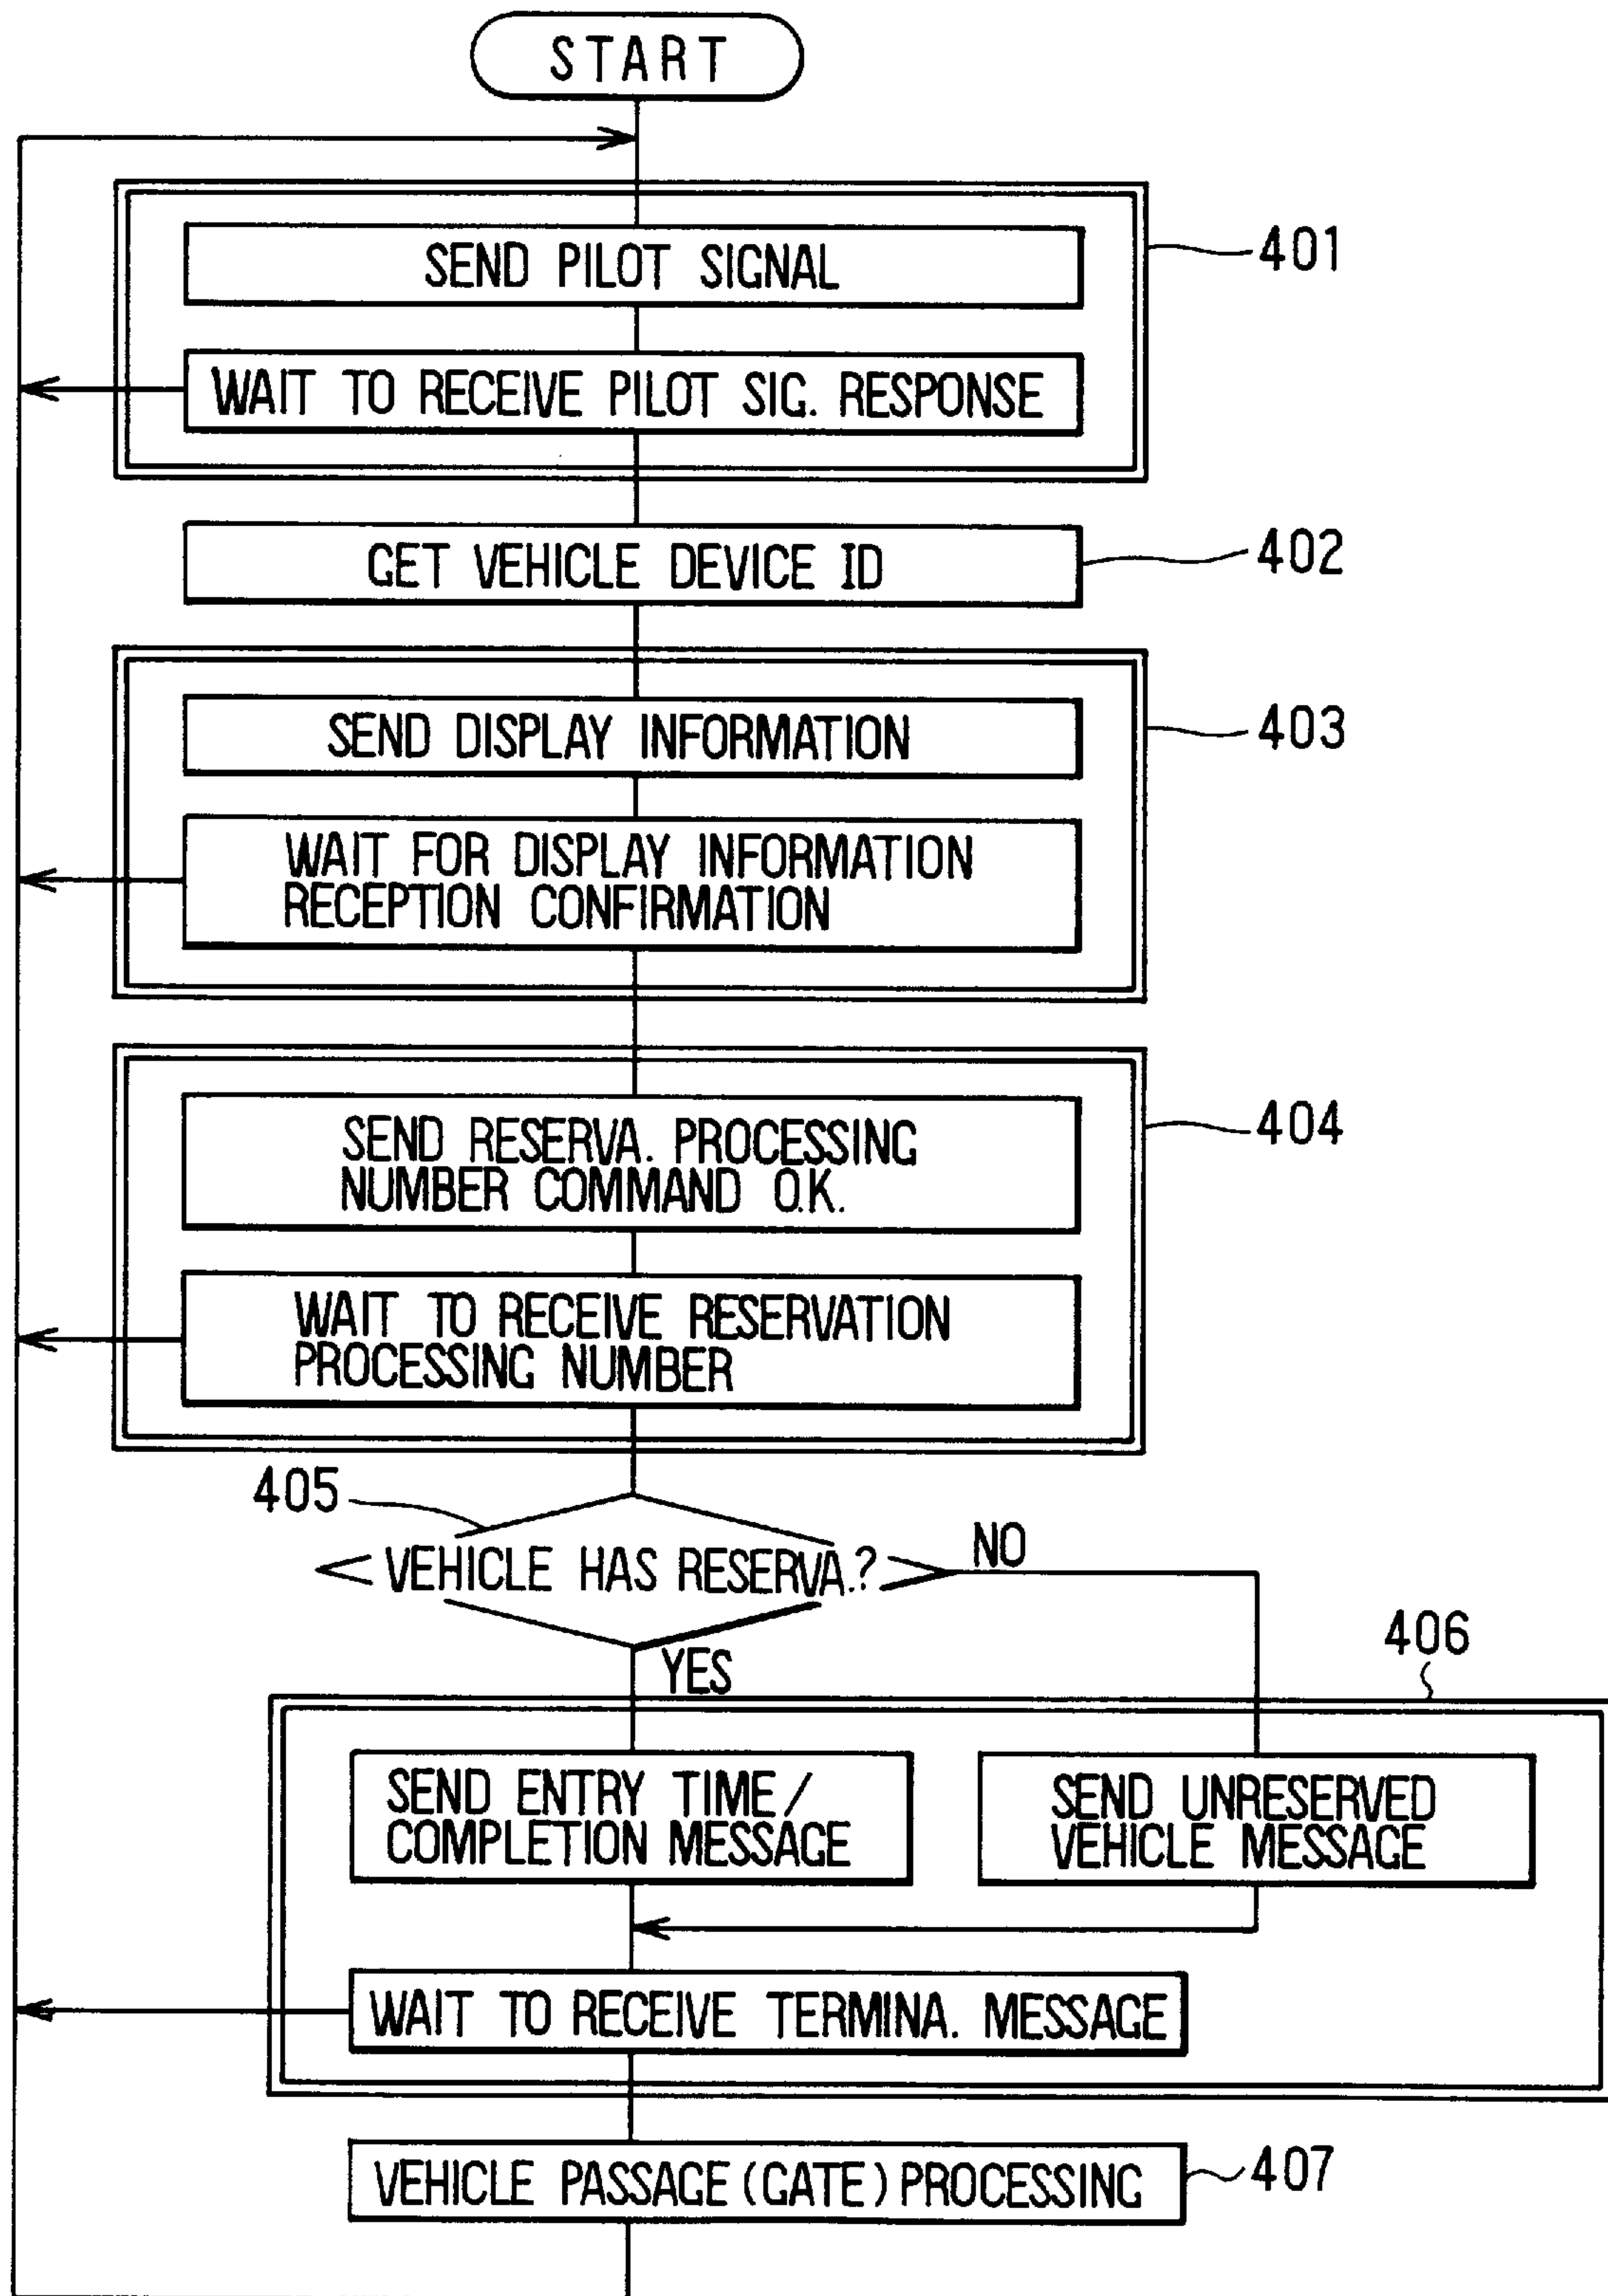 START
SEND PILOT SIGNAL
401
WAIT TO RECEIVE PILOT SIG. RESPONSE
GET VEHICLE DEVICE ID
402
SEND DISPLAY INFORMATION
403
WAIT FOR DISPLAY INFORMATION
RECEPTION CONFIRMATION
SEND RESERVA. PROCESSING
NUMBER COMMAND O.K.
404
WAIT TO RECEIVE RESERVATION
PROCESSING NUMBER
405
VEHICLE HAS RESERVA.?
NO
YES
406
SEND ENTRY TIME/
COMPLETION MESSAGE
SEND UNRESERVED
VEHICLE MESSAGE
WAIT TO RECEIVE TERMINA. MESSAGE
VEHICLE PASSAGE (GATE) PROCESSING
407